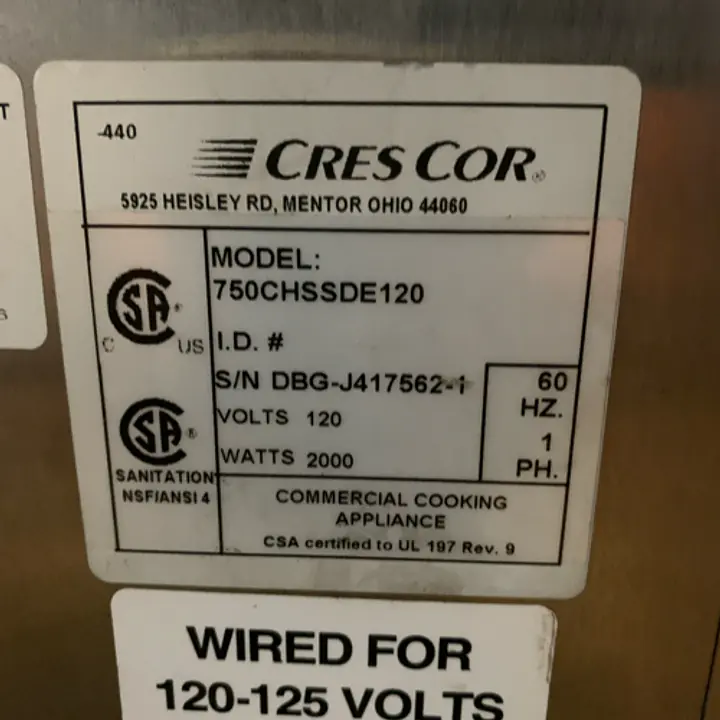 T
-440
CRES COR®
5925 HEISLEY RD, MENTOR OHIO 44060
MODEL:
750CHSSDE120
CSA®
C US
I.D. #
S/N DBG-J417562-1
VOLTS 120
WATTS 2000
60
HZ.
1
PH.
CSA®
SANITATION
NSF/ANSI 4
COMMERCIAL COOKING
APPLIANCE
CSA certified to UL 197 Rev. 9
WIRED FOR
120-125 VOLTS